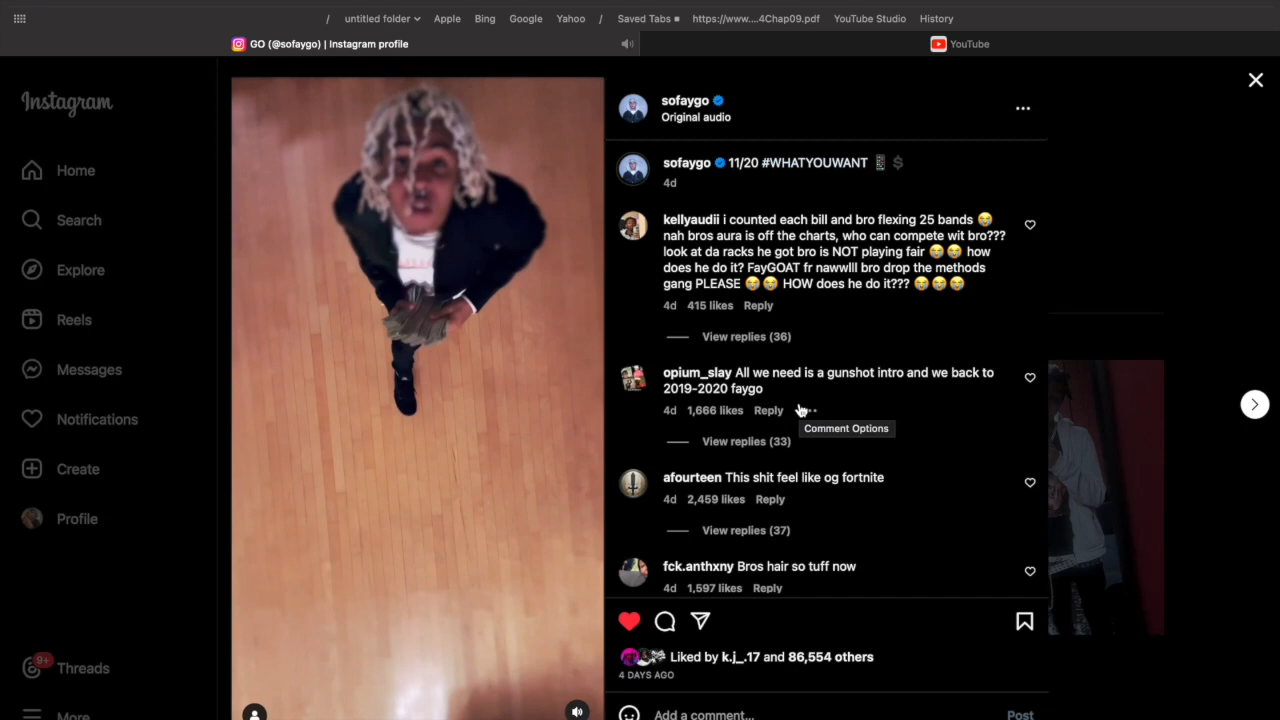 / untitled folder Apple Bing Google Yahoo / Saved Tabs https://www....4Chap09.pdf YouTube Studio History
GO (@sofaygo) | Instagram profile
YouTube
Instagram
Home
Search
Explore
Reels
Messages
Notifications
Create
Profile
9+
Threads
More
sofaygo
Original audio
sofaygo 11/20 #WHATYOUWANT 📱 💲
4d
kellyaudii i counted each bill and bro flexing 25 bands 😭
nah bros aura is off the charts, who can compete wit bro???
look at da racks he got bro is NOT playing fair 😭😭 how
does he do it? FayGOAT fr nawwlll bro drop the methods
gang PLEASE 😭😭 HOW does he do it??? 😭😭😭
4d 415 likes Reply
View replies (36)
opium_slay All we need is a gunshot intro and we back to
2019-2020 faygo
4d 1,666 likes Reply
Comment Options
View replies (33)
afourteen This shit feel like og fortnite
4d 2,459 likes Reply
View replies (37)
fck.anthxny Bros hair so tuff now
4d 1,597 likes Reply
Liked by k.j_.17 and 86,554 others
4 DAYS AGO
Add a comment...
Post